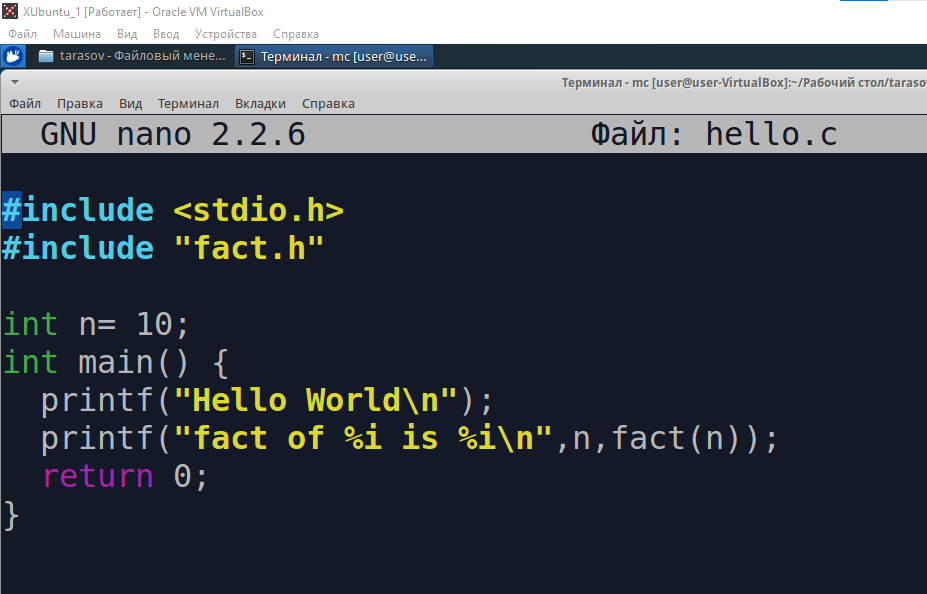 XUbuntu_1 [Работает] - Oracle VM VirtualBox
Файл Машина Вид Ввод Устройства Справка
tarasov - Файловый мене... Терминал - mc [user@use...
Терминал - mc [user@user-VirtualBox]:~/Рабочий стол/taraso
Файл Правка Вид Терминал Вкладки Справка
GNU nano 2.2.6 Файл: hello.c
#include <stdio.h>
#include "fact.h"
int n= 10;
int main() {
printf("Hello World\n");
printf("fact of %i is %i\n",n,fact(n));
return 0;
}